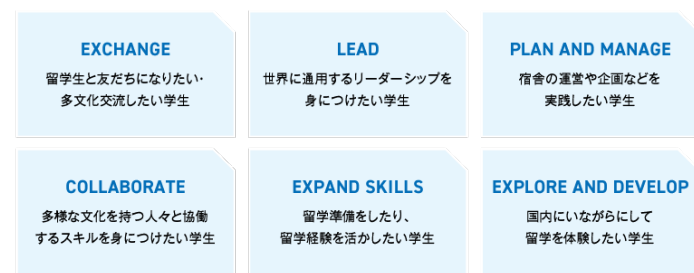 EXCHANGE
留学生と友だちになりたい・
多文化交流したい学生
LEAD
世界に通用するリーダーシップを
身につけたい学生
PLAN AND MANAGE
宿舎の運営や企画などを
実践したい学生
COLLABORATE
多様な文化を持つ人々と協働
するスキルを身につけたい学生
EXPAND SKILLS
留学準備をしたり、
留学経験を活かしたい学生
EXPLORE AND DEVELOP
国内にいながらにして
留学を体験したい学生